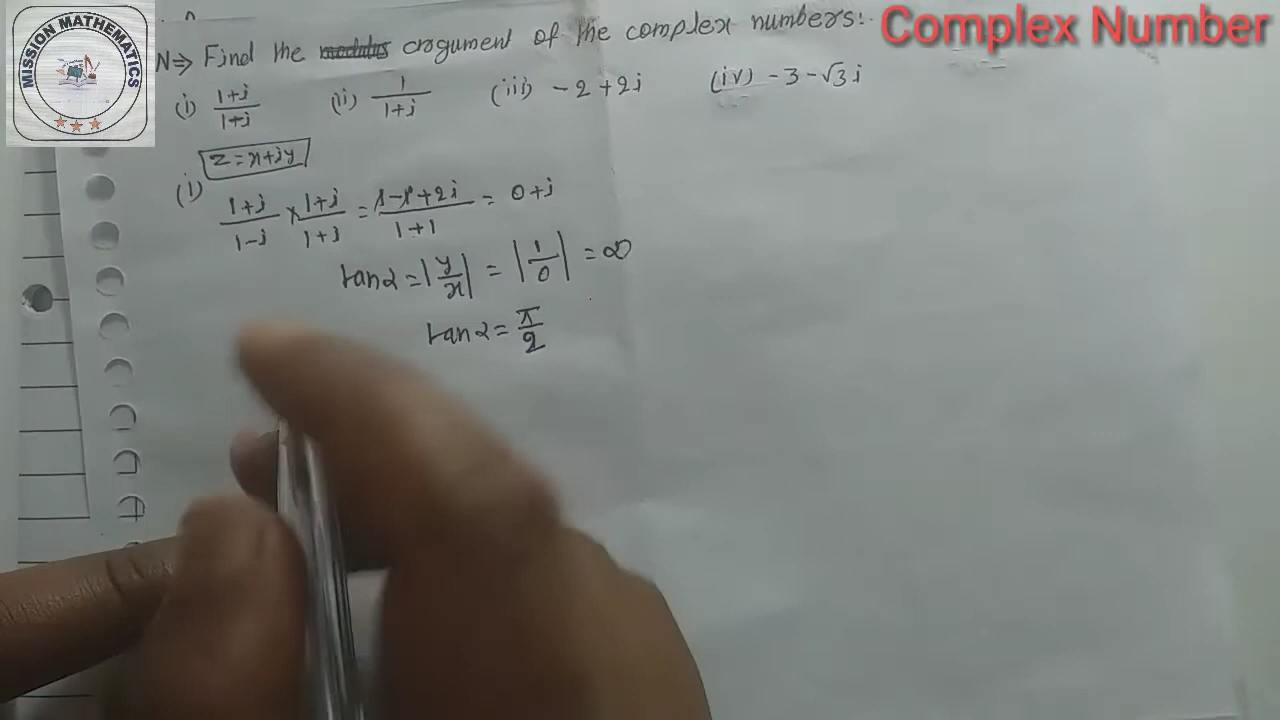 MISSION MATHEMATICS
Complex Number
N⇒ Find the modulus crogument of the complex numbers:
(i) 1+i/1+i (ii) 1/1+i (iii) -2+2i (iv) -3-√3i
z=x+iy
(i) 1+i/1-i × 1+i/1+i = 1-1+2i/1+1 = 0+i
tanα = |y/x| = |1/0| = ∞
tanα = π/2